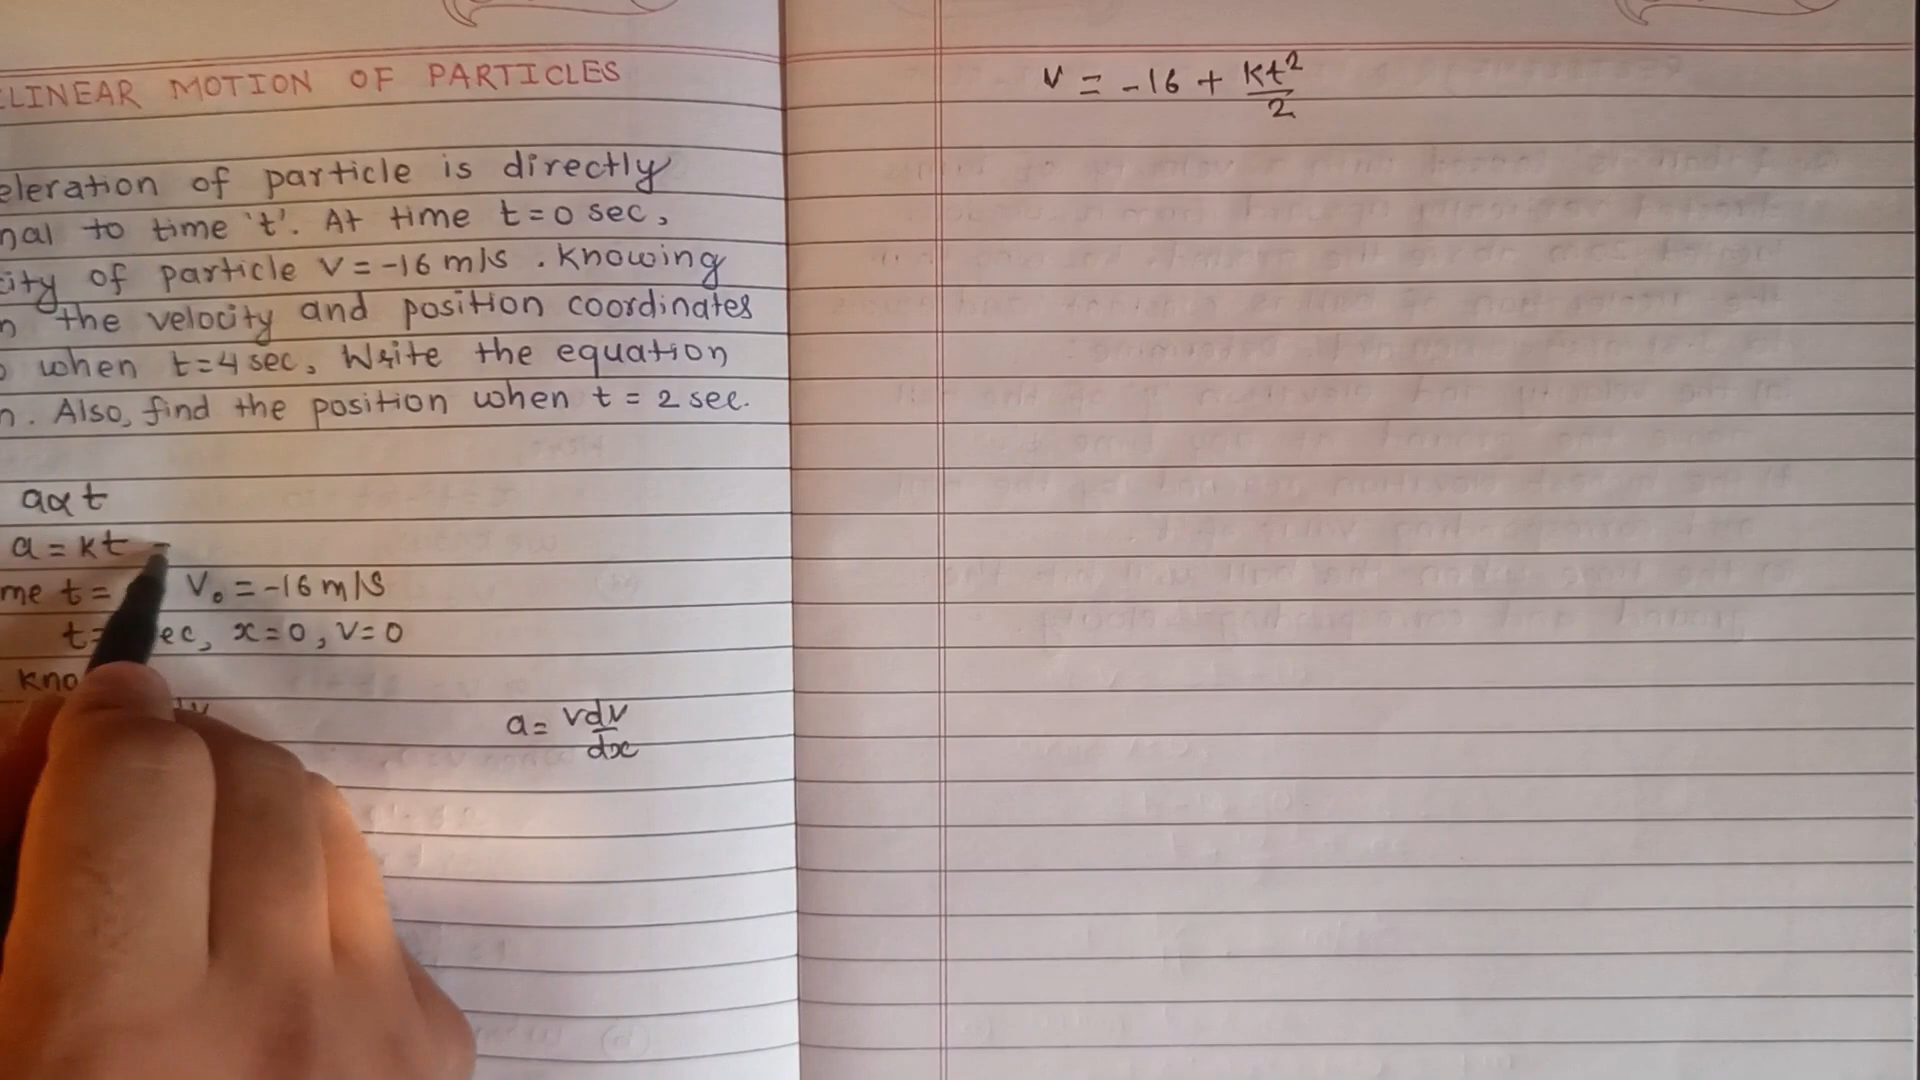 LINEAR MOTION OF PARTICLES
eleration of particle is directly
nal to time 't'. At time t=0 sec,
city of particle v=-16 m/s. Knowing
n the velocity and position coordinates
o when t=4 sec, Write the equation
n. Also, find the position when t = 2 sec.
a∝t
a=kt -
me t= V₀ = -16 m/s
t= ec, x=0, v=0
kno
a= vdv/dx
v = -16 + kt²/2